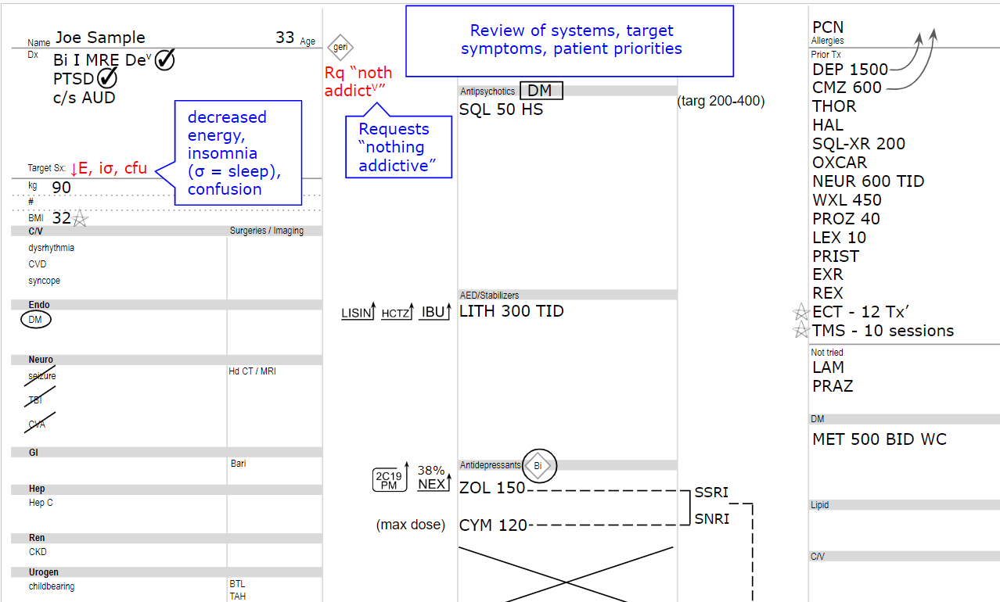 Name Joe Sample 33 Age
Dx
Bi I MRE Deᵛ
PTSD
c/s AUD
decreased
energy,
insomnia
(σ = sleep),
confusion
Target Sx: ↓E, iσ, cfu
kg 90
#
BMI 32
C/V Surgeries / Imaging
dysrhythmia
CVD
syncope
Endo
DM
Neuro
seizure Hd CT / MRI
TBI
CVA
GI
Bari
Hep
Hep C
Ren
CKD
Urogen
childbearing BTL
TAH
geri
Rq “noth
addictᵛ”
Requests
“nothing
addictive”
Review of systems, target
symptoms, patient priorities
Antipsychotics DM
SQL 50 HS (targ 200-400)
AED/Stabilizers
LISIN↑ HCTZ↑ IBU↑ LITH 300 TID
Antidepressants Bi
2C19
PM
38%
NEX↑ ZOL 150 SSRI
(max dose) CYM 120 SNRI
PCN
Allergies
Prior Tx
DEP 1500
CMZ 600
THOR
HAL
SQL-XR 200
OXCAR
NEUR 600 TID
WXL 450
PROZ 40
LEX 10
PRIST
EXR
REX
ECT - 12 Tx’
TMS - 10 sessions
Not tried
LAM
PRAZ
DM
MET 500 BID WC
Lipid
C/V